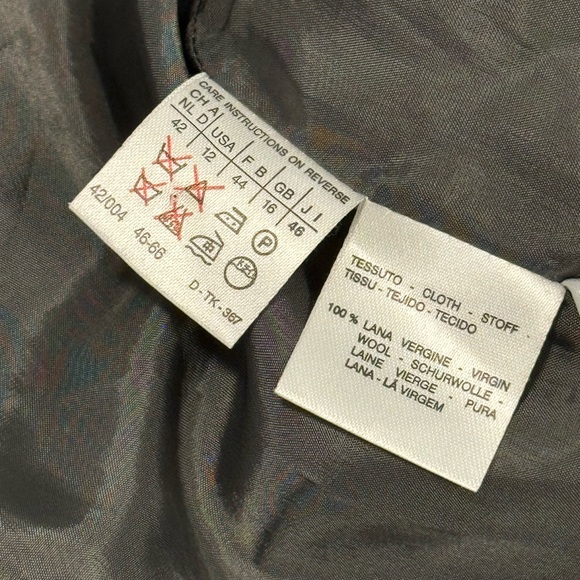 CARE INSTRUCTIONS ON REVERSE
CH A
NL D USA F B GB J I
42 12 44 16 46
P
42/004 46-66
D-TK-367
TESSUTO - CLOTH - STOFF -
TISSU - TEJIDO - TECIDO
100 % LANA VERGINE - VIRGIN
WOOL - SCHURWOLLE -
LAINE VIERGE - PURA
LANA - LÃ VIRGEM